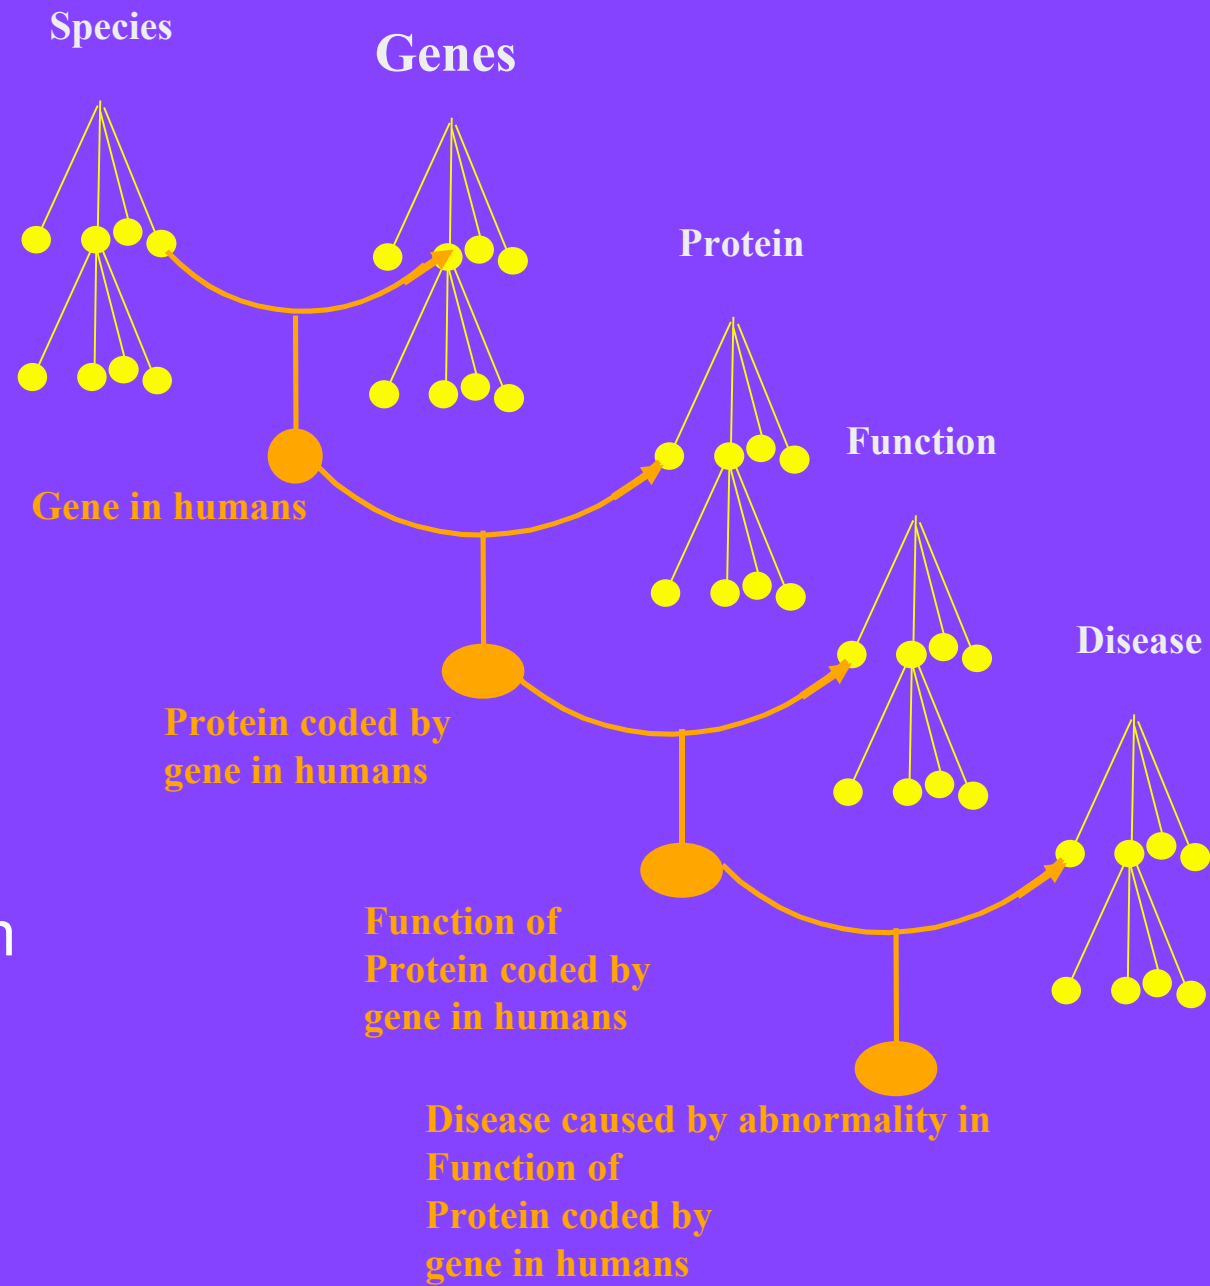 Species
Genes
Protein
Function
Disease
Gene in humans
Protein coded by
gene in humans
Function of
Protein coded by
gene in humans
Disease caused by abnormality in
Function of
Protein coded by
gene in humans